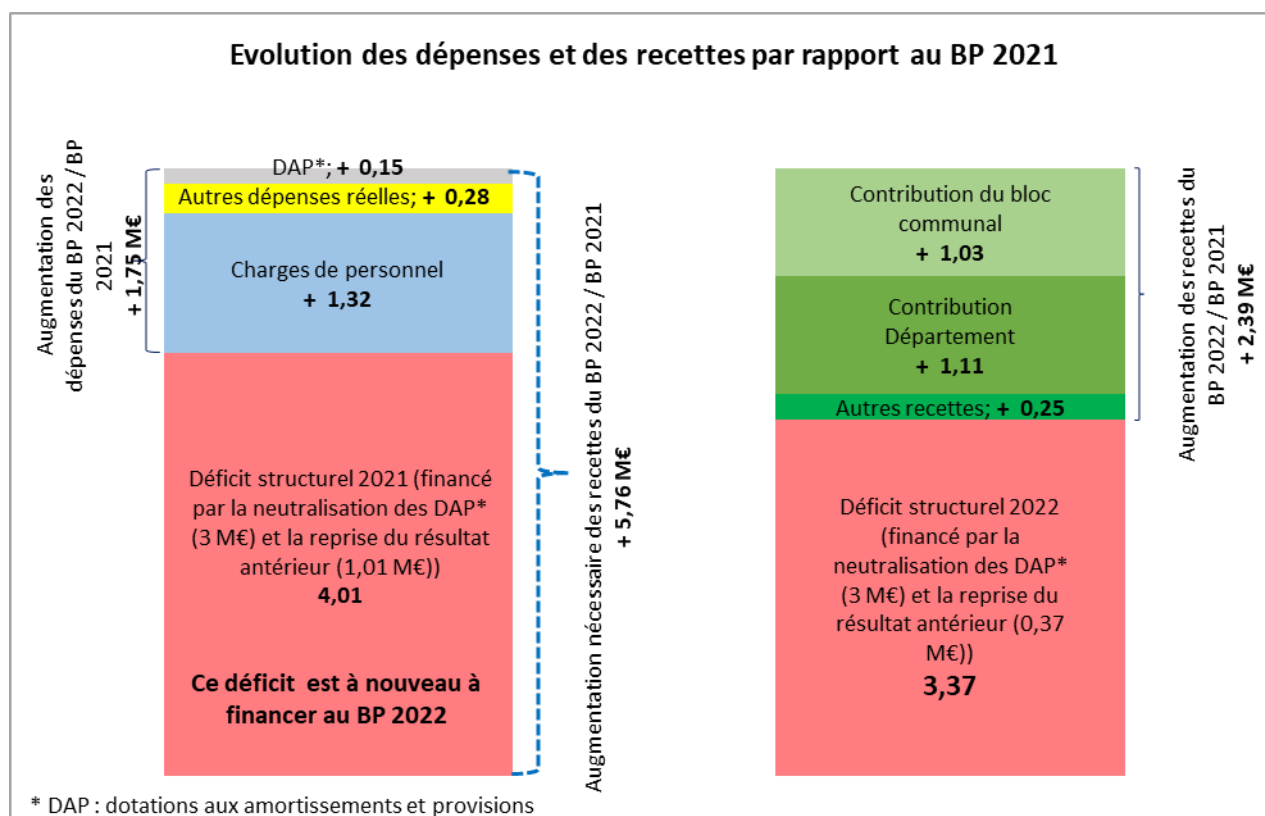 Evolution des dépenses et des recettes par rapport au BP 2021
Augmentation des
dépenses du BP 2022 / BP
2021
+ 1,75 M€
DAP*; + 0,15
Autres dépenses réelles; + 0,28
Charges de personnel
+ 1,32
Déficit structurel 2021 (financé
par la neutralisation des DAP*
(3 M€) et la reprise du résultat
antérieur (1,01 M€))
4,01
Ce déficit est à nouveau à
financer au BP 2022
Augmentation nécessaire des recettes du BP 2022 / BP 2021
+ 5,76 M€
Contribution du bloc
communal
+ 1,03
Contribution
Département
+ 1,11
Autres recettes; + 0,25
Déficit structurel 2022
(financé par la
neutralisation des DAP*
(3 M€) et la reprise du
résultat antérieur (0,37
M€))
3,37
Augmentation des recettes du
BP 2022 / BP 2021
+ 2,39 M€
* DAP : dotations aux amortissements et provisions